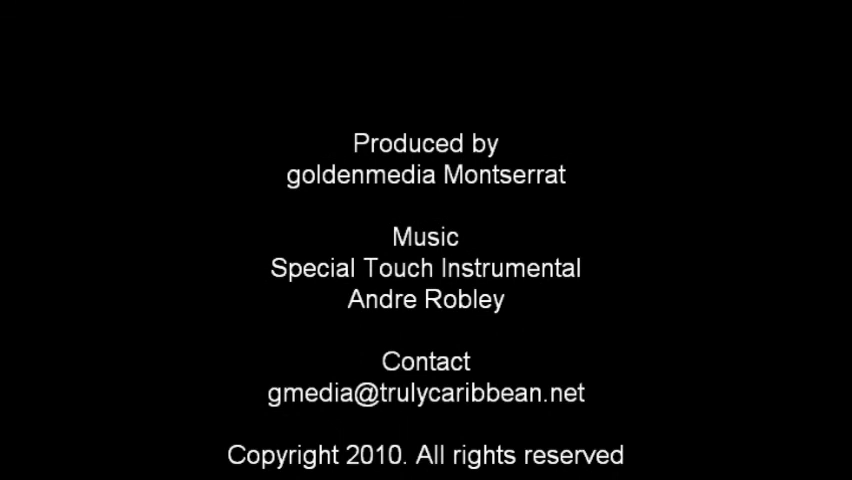 Produced by
goldenmedia Montserrat
Music
Special Touch Instrumental
Andre Robley
Contact
gmedia@trulycaribbean.net
Copyright 2010. All rights reserved